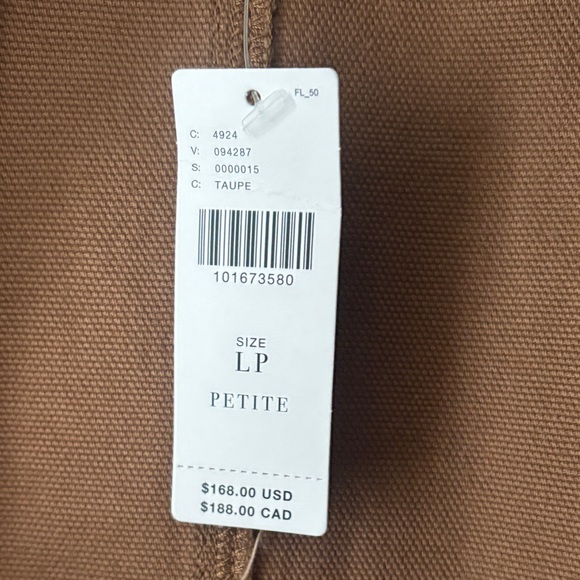 FL_50
C: 4924
V: 094287
S: 0000015
C: TAUPE
101673580
SIZE
LP
PETITE
$168.00 USD
$188.00 CAD